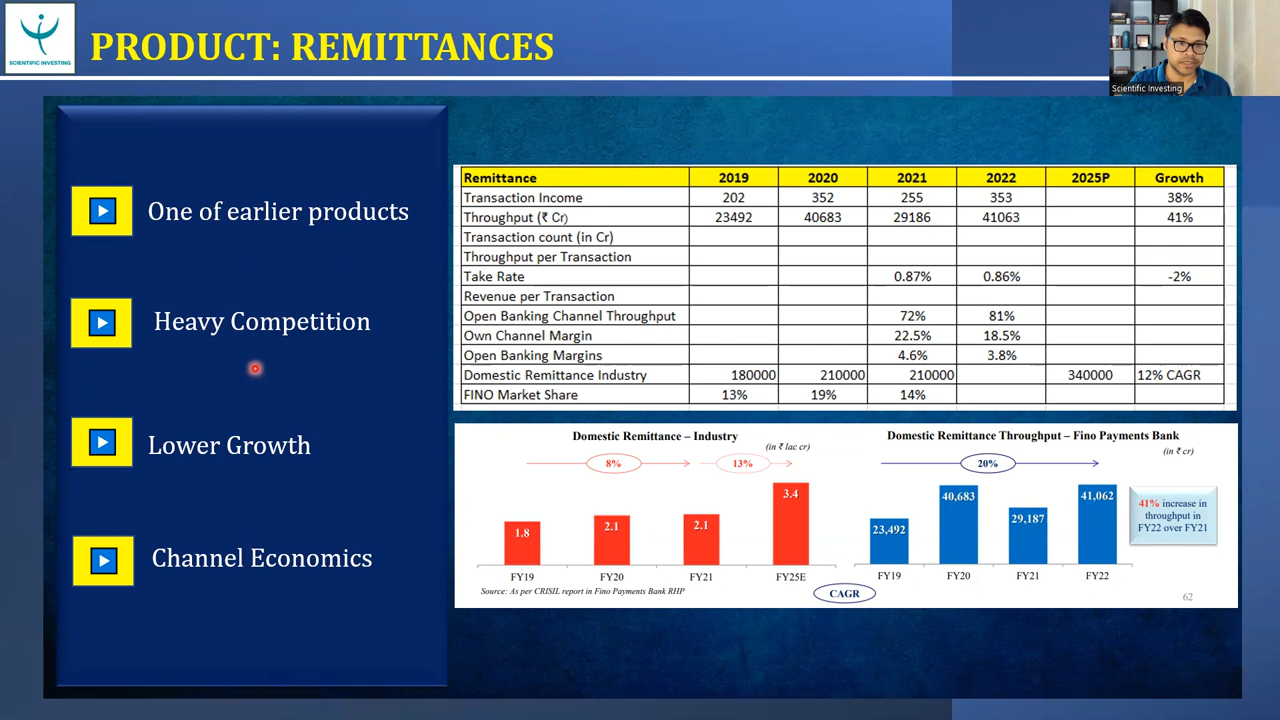 SCIENTIFIC INVESTING
PRODUCT: REMITTANCES
Scientific Investing
One of earlier products
Heavy Competition
Lower Growth
Channel Economics
Remittance 2019 2020 2021 2022 2025P Growth
Transaction Income 202 352 255 353 38%
Throughput (₹ Cr) 23492 40683 29186 41063 41%
Transaction count (in Cr)
Throughput per Transaction
Take Rate 0.87% 0.86% -2%
Revenue per Transaction
Open Banking Channel Throughput 72% 81%
Own Channel Margin 22.5% 18.5%
Open Banking Margins 4.6% 3.8%
Domestic Remittance Industry 180000 210000 210000 340000 12% CAGR
FINO Market Share 13% 19% 14%
Domestic Remittance – Industry
(in ₹ lac cr)
8% 13%
1.8 2.1 2.1 3.4
FY19 FY20 FY21 FY25E
Source: As per CRISIL report in Fino Payments Bank RHP
Domestic Remittance Throughput – Fino Payments Bank
(in ₹ cr)
20%
23,492 40,683 29,187 41,062
FY19 FY20 FY21 FY22
41% increase in
throughput in
FY22 over FY21
CAGR
62